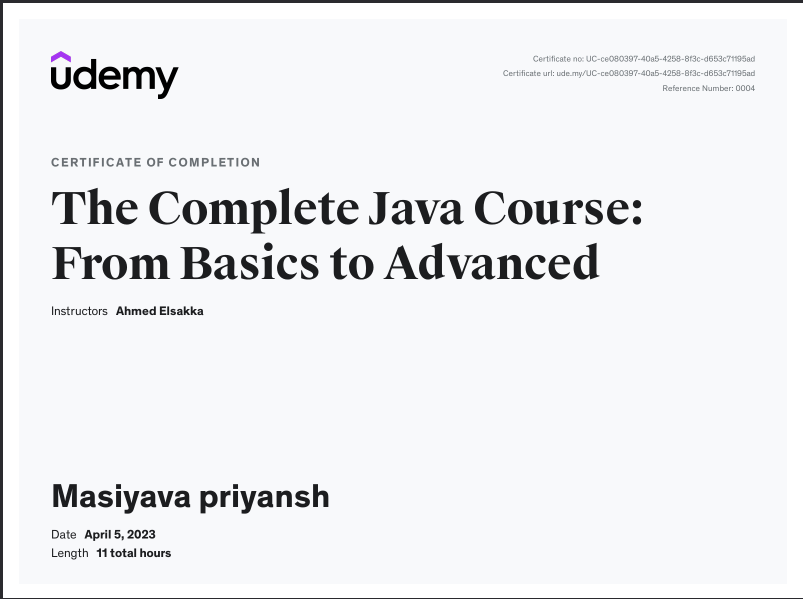 udemy
Certificate no: UC-ce080397-40a5-4258-8f3c-d653c71195ad
Certificate url: ude.my/UC-ce080397-40a5-4258-8f3c-d653c71195ad
Reference Number: 0004
CERTIFICATE OF COMPLETION
The Complete Java Course:
From Basics to Advanced
Instructors Ahmed Elsakka
Masiyava priyansh
Date April 5, 2023
Length 11 total hours